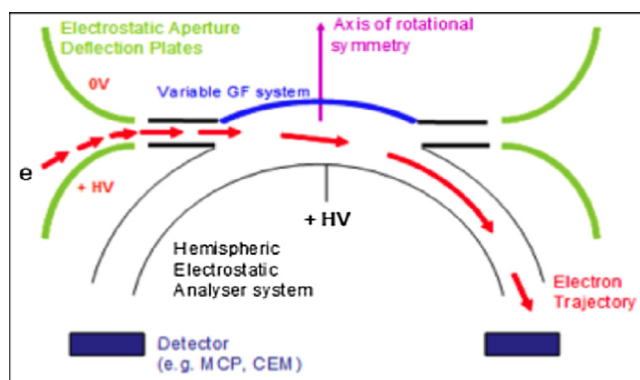 Electrostatic Aperture
Deflection Plates
Axis of rotational
symmetry
0V
Variable GF system
e
+ HV
+ HV
Hemispheric
Electrostatic
Analyser system
Electron
Trajectory
Detector
(e.g. MCP, CEM)